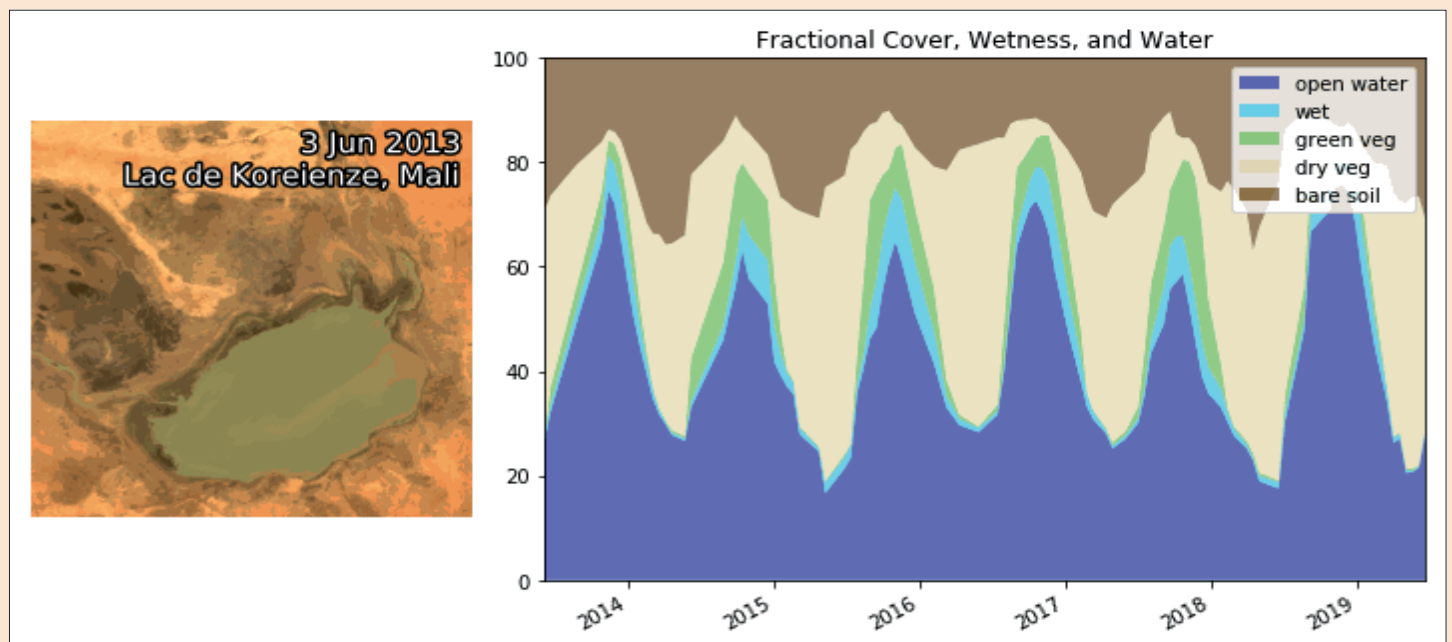 3 Jun 2013
Lac de Koreienze, Mali
Fractional Cover, Wetness, and Water
100
80
60
40
20
0
open water
wet
green veg
dry veg
bare soil
2014
2015
2016
2017
2018
2019